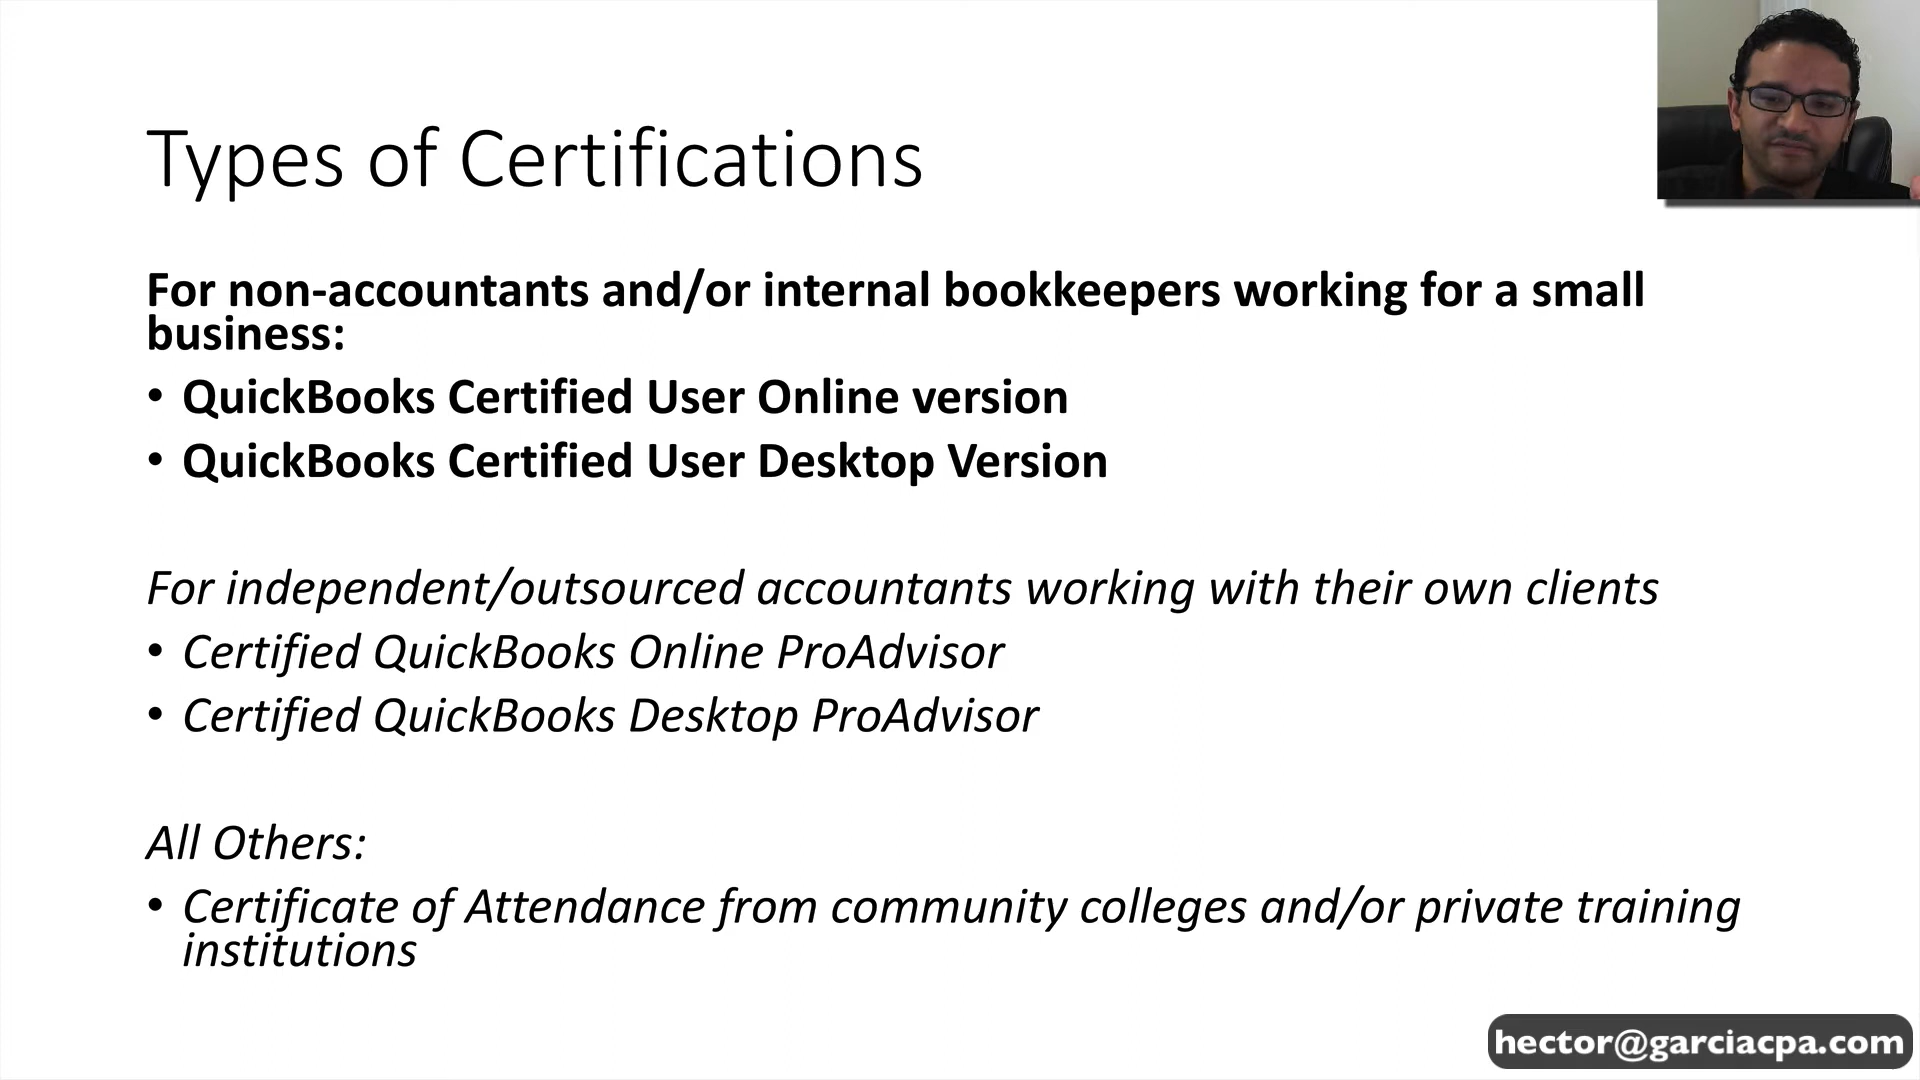 Types of Certifications
For non-accountants and/or internal bookkeepers working for a small
business:
• QuickBooks Certified User Online version
• QuickBooks Certified User Desktop Version
For independent/outsourced accountants working with their own clients
• Certified QuickBooks Online ProAdvisor
• Certified QuickBooks Desktop ProAdvisor
All Others:
• Certificate of Attendance from community colleges and/or private training
institutions
hector@garciacpa.com